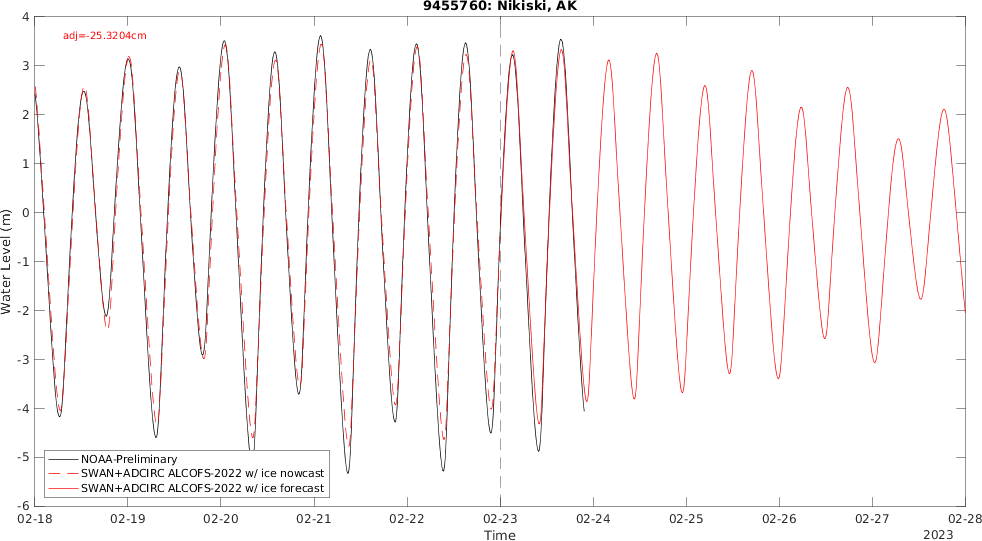 9455760: Nikiski, AK
adj=-25.3204cm
4
3
2
1
0
-1
-2
-3
-4
-5
-6
Water Level (m)
NOAA-Preliminary
SWAN+ADCIRC ALCOFS-2022 w/ ice nowcast
SWAN+ADCIRC ALCOFS-2022 w/ ice forecast
02-18 02-19 02-20 02-21 02-22 02-23 02-24 02-25 02-26 02-27 02-28
Time
2023